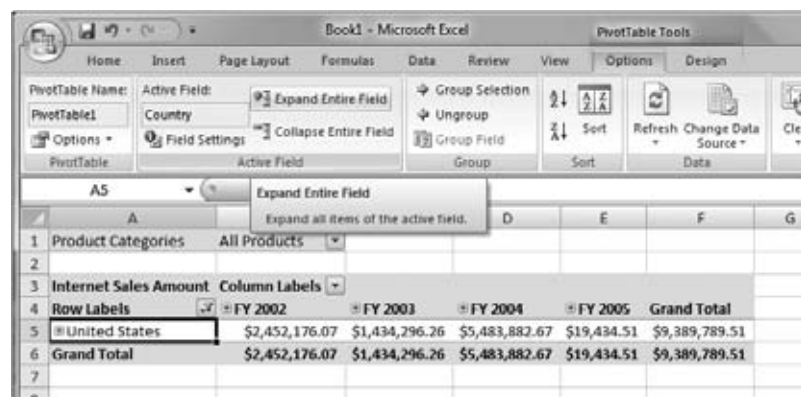 Book1 - Microsoft Excel PivotTable Tools
Home Insert Page Layout Formulas Data Review View Options Design
PivotTable Name: Active Field: Expand Entire Field Group Selection
PivotTable1 Country Ungroup Sort Refresh Change Data Source
Options Field Settings Collapse Entire Field Group Field
PivotTable Active Field Group Sort Data
A5
Expand Entire Field
Expand all items of the active field.
A D E F G
1 Product Categories All Products
2
3 Internet Sales Amount Column Labels
4 Row Labels FY 2002 FY 2003 FY 2004 FY 2005 Grand Total
5 United States $2,452,176.07 $1,434,296.26 $5,483,882.67 $19,434.51 $9,389,789.51
6 Grand Total $2,452,176.07 $1,434,296.26 $5,483,882.67 $19,434.51 $9,389,789.51
7